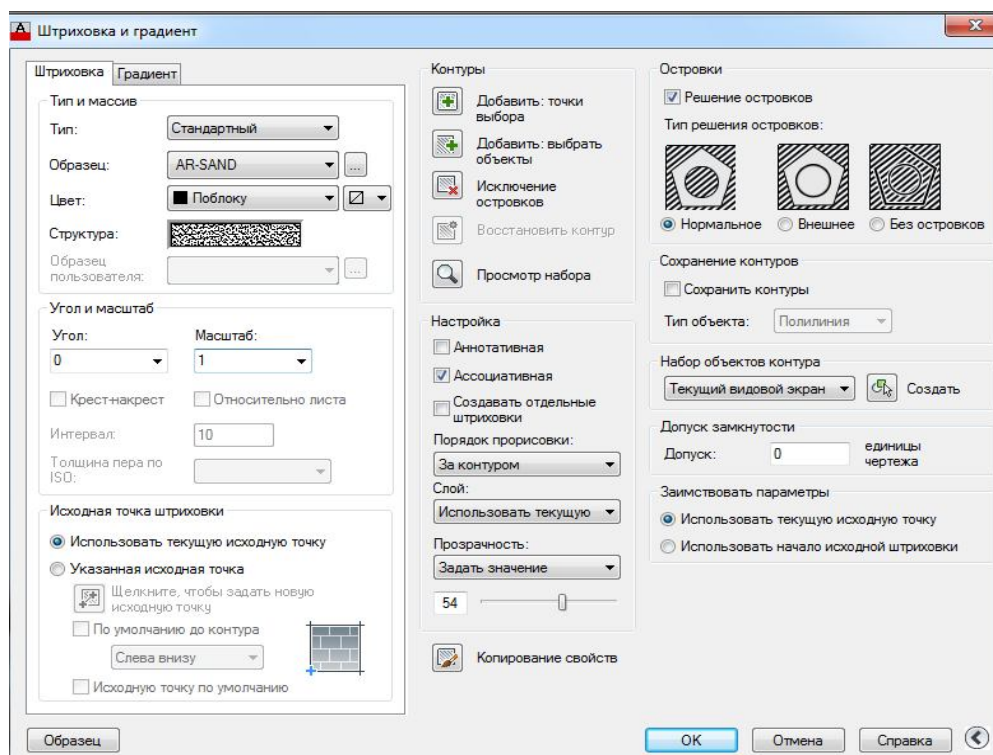 Штриховка и градиент
Штриховка
Градиент
Тип и массив
Тип:
Стандартный
Образец:
AR-SAND
...
Цвет:
Поблоку
Структура:
Образец
пользователя:
...
Угол и масштаб
Угол:
Масштаб:
0
1
Крест-накрест
Относительно листа
Интервал:
10
Толщина пера по
ISO:
Исходная точка штриховки
Использовать текущую исходную точку
Указанная исходная точка
Щелкните, чтобы задать новую
исходную точку
По умолчанию до контура
Слева внизу
Исходную точку по умолчанию
Образец
Контуры
Добавить: точки
выбора
Добавить: выбрать
объекты
Исключение
островков
Восстановить контур
Просмотр набора
Настройка
Аннотативная
Ассоциативная
Создавать отдельные
штриховки
Порядок прорисовки:
За контуром
Слой:
Использовать текущую
Прозрачность:
Задать значение
54
Копирование свойств
Островки
Решение островков
Тип решения островков:
Нормальное
Внешнее
Без островков
Сохранение контуров
Сохранить контуры
Тип объекта:
Полилиния
Набор объектов контура
Текущий видовой экран
Создать
Допуск замкнутости
Допуск:
0
единицы
чертежа
Заимствовать параметры
Использовать текущую исходную точку
Использовать начало исходной штриховки
OK
Отмена
Справка